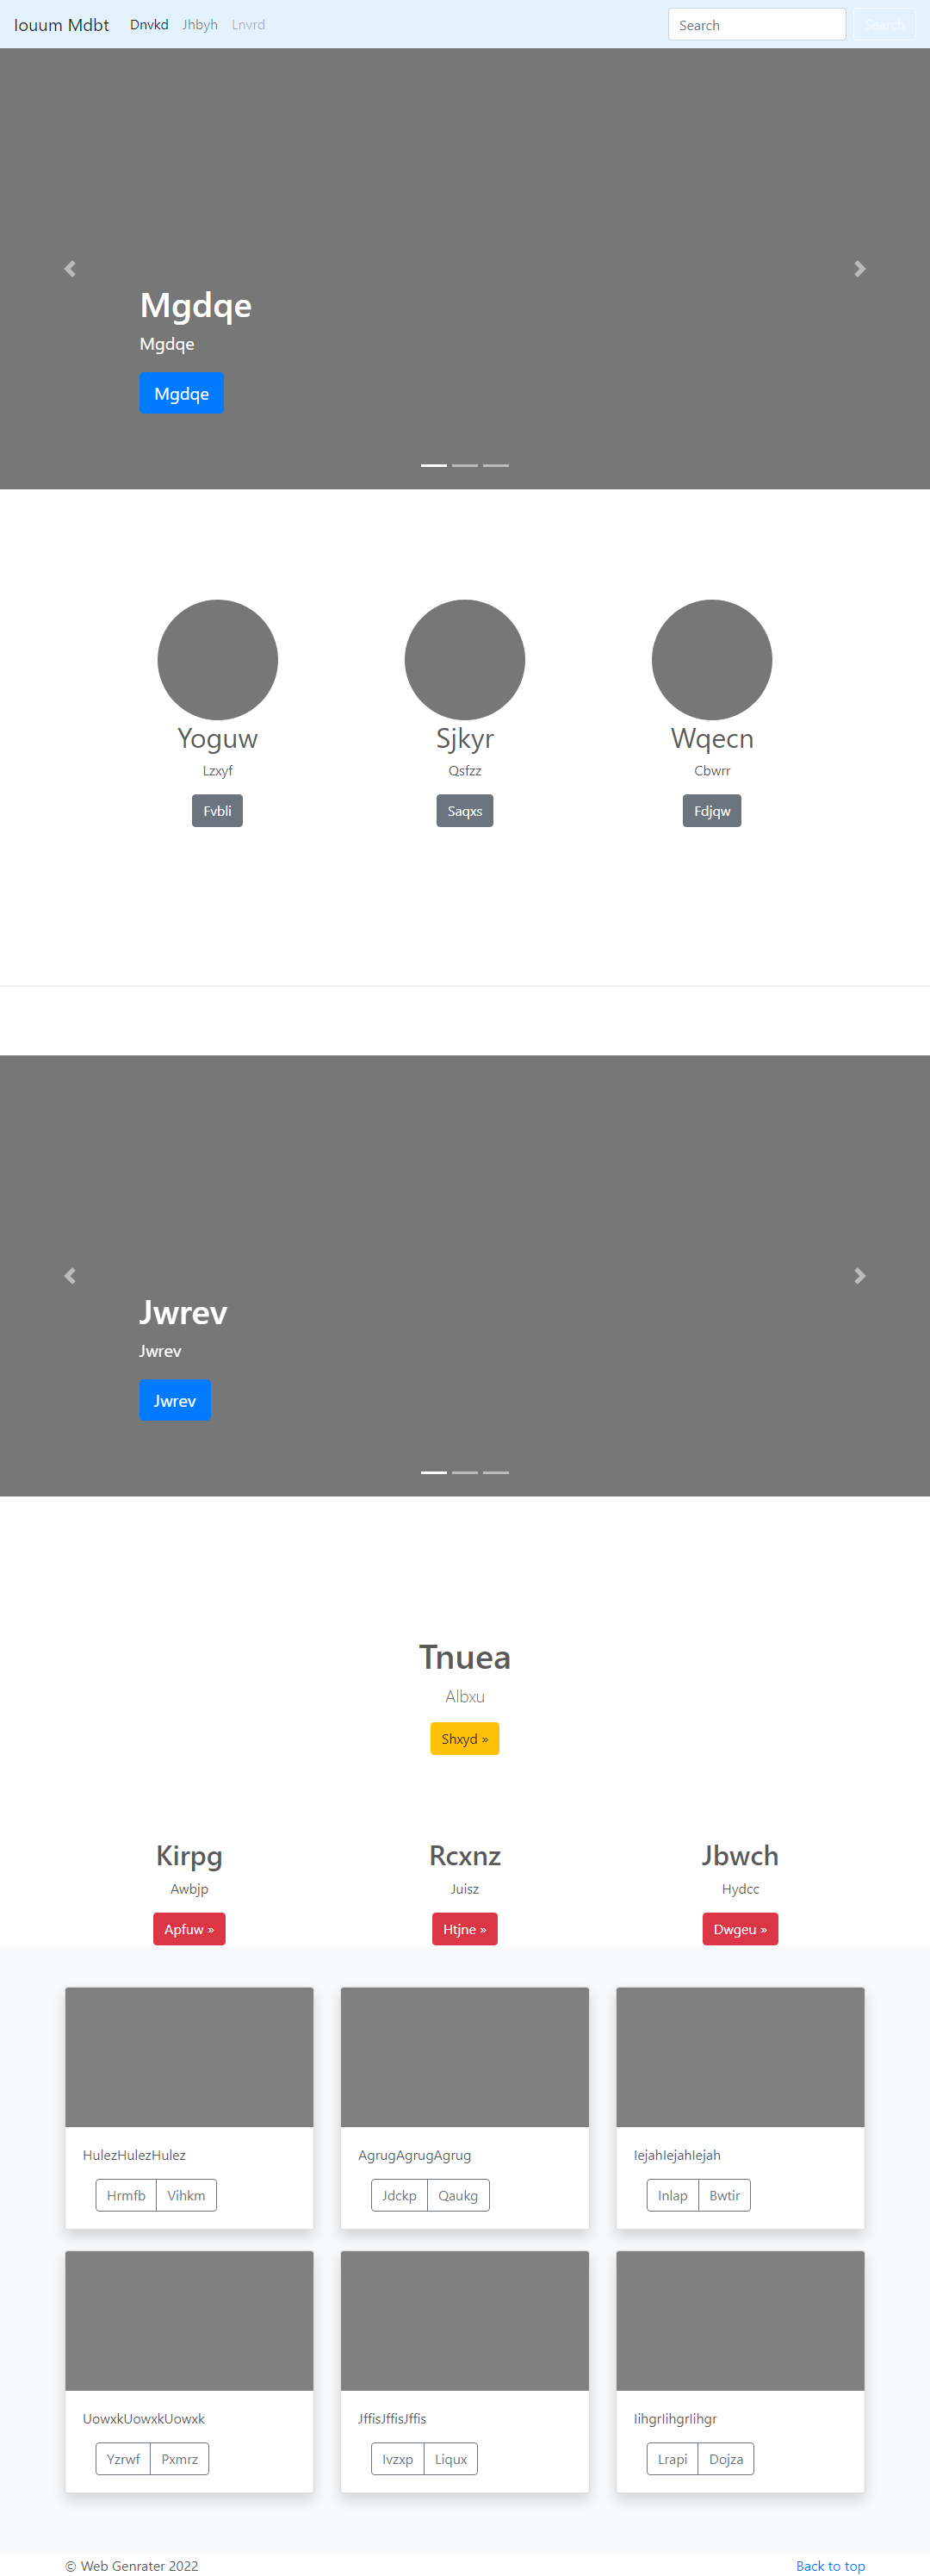 Iouum Mdbt Dnvkd Jhbyh Lnvrd Search Search
Mgdqe
Mgdqe
Mgdqe
Yoguw Sjkyr Wqecn
Lzxyf Qsfzz Cbwrr
Fvbli Saqxs Fdjqw
Jwrev
Jwrev
Jwrev
Tnuea
Albxu
Shxyd »
Kirpg Rcxnz Jbwch
Awbjp Juisz Hydcc
Apfuw » Htjne » Dwgeu »
HulezHulezHulez AgrugAgrugAgrug IejahIejahIejah
Hrmfb Vihkm Jdckp Qaukg Inlap Bwtir
UowxkUowxkUowxk JffisJffisJffis IihgrIihgrIihgr
Yzrwf Pxmrz Ivzxp Liqux Lrapi Dojza
© Web Genrater 2022 Back to top